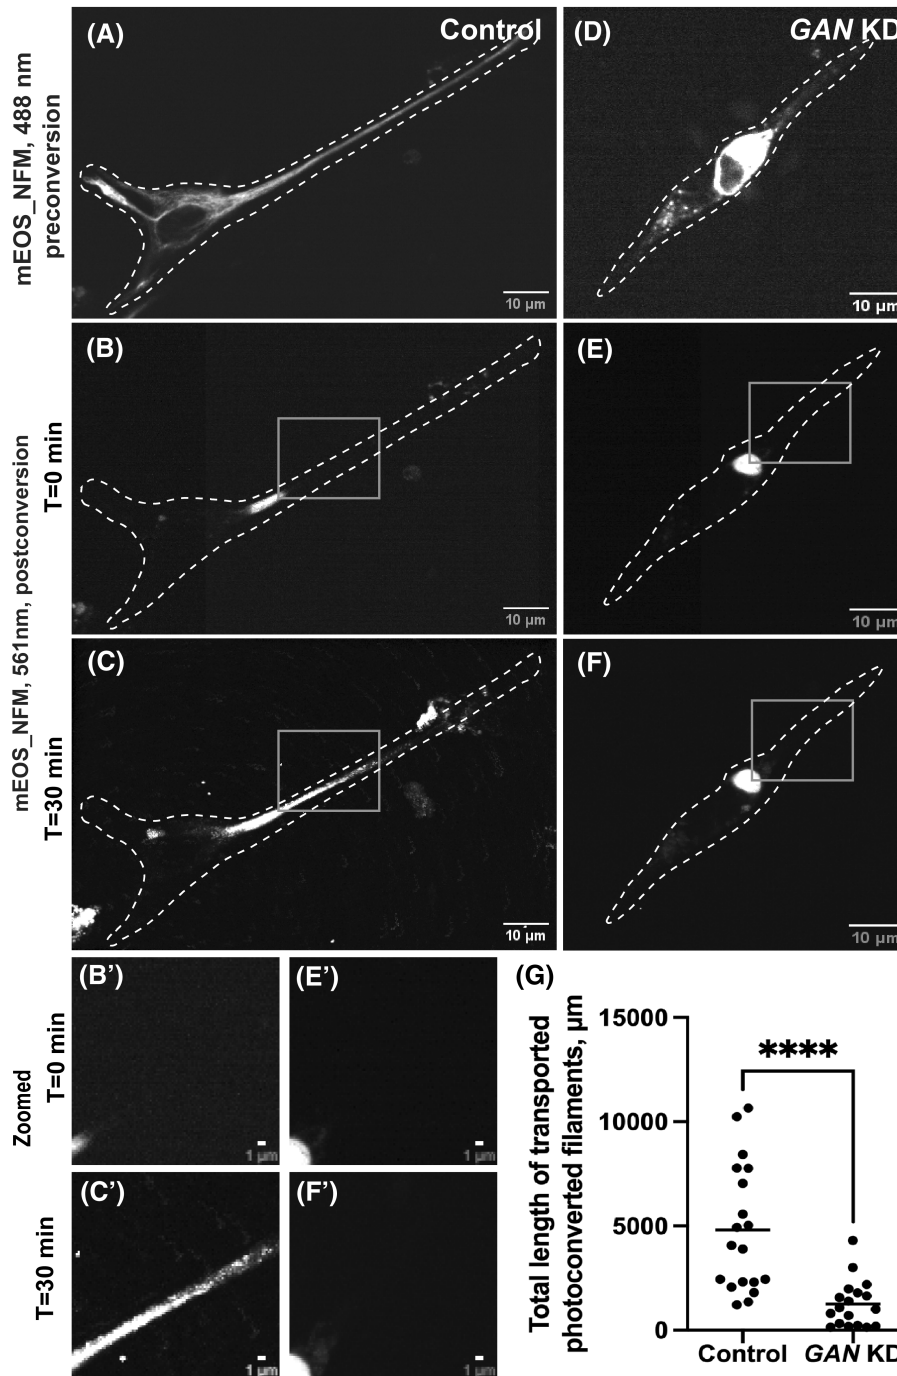 (A) Control
(D) GAN KD
mEOS_NFM, 488 nm
preconversion
10 µm
10 µm
(B)
(E)
mEOS_NFM, 561nm, postconversion
T=0 min
10 µm
10 µm
(C)
(F)
T=30 min
10 µm
10 µm
(B')
(E')
Zoomed
T=0 min
1 µm
1 µm
(C')
(F')
T=30 min
1 µm
1 µm
(G)
Total length of transported
photoconverted filaments, µm
15000
10000
5000
0
****
Control GAN KD